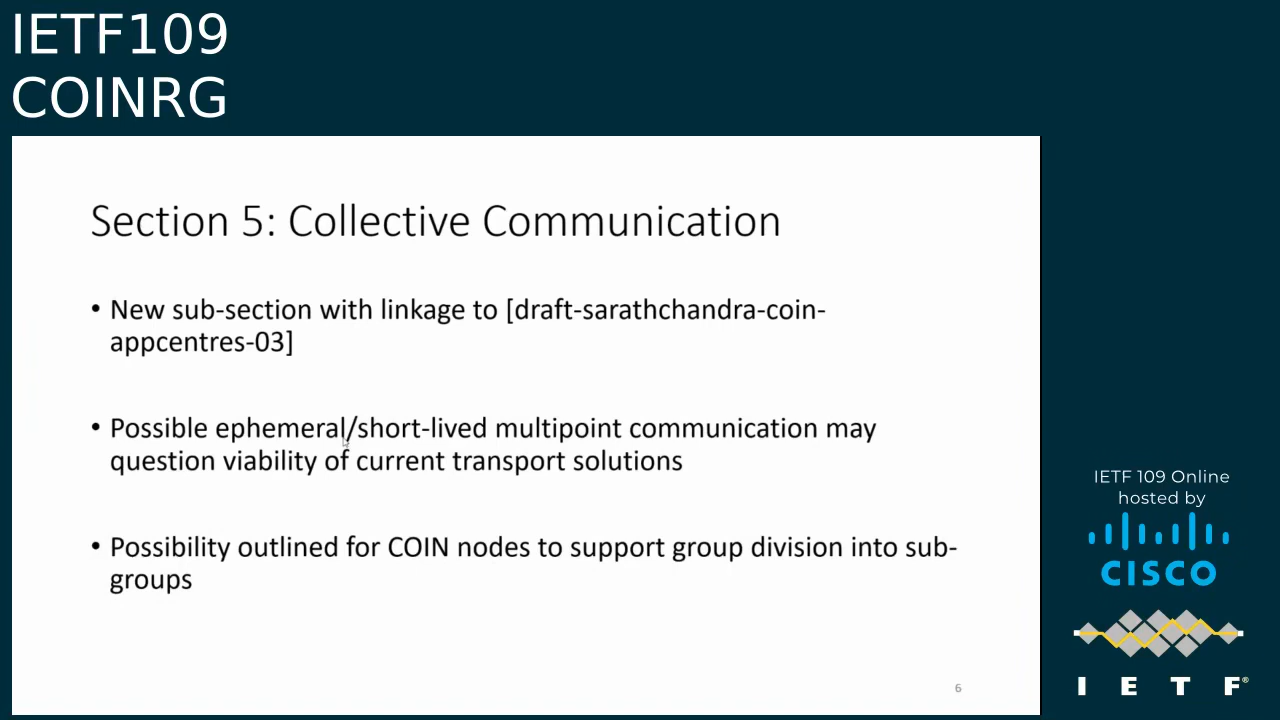 IETF109
COINRG
Section 5: Collective Communication
• New sub-section with linkage to [draft-sarathchandra-coin-
appcentres-03]
• Possible ephemeral/short-lived multipoint communication may
question viability of current transport solutions
• Possibility outlined for COIN nodes to support group division into sub-
groups
6
IETF 109 Online
hosted by
CISCO
I E T F®